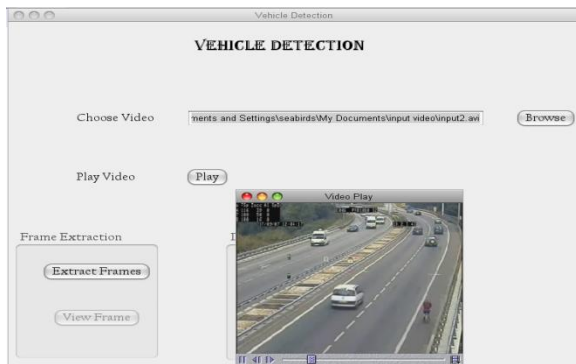 Vehicle Detection
VEHICLE DETECTION
Choose Video
ments and Settings\seabirds\My Documents\input video\input2.avi
Browse
Play Video
Play
Video Play
Frame Extraction
Extract Frames
View Frame